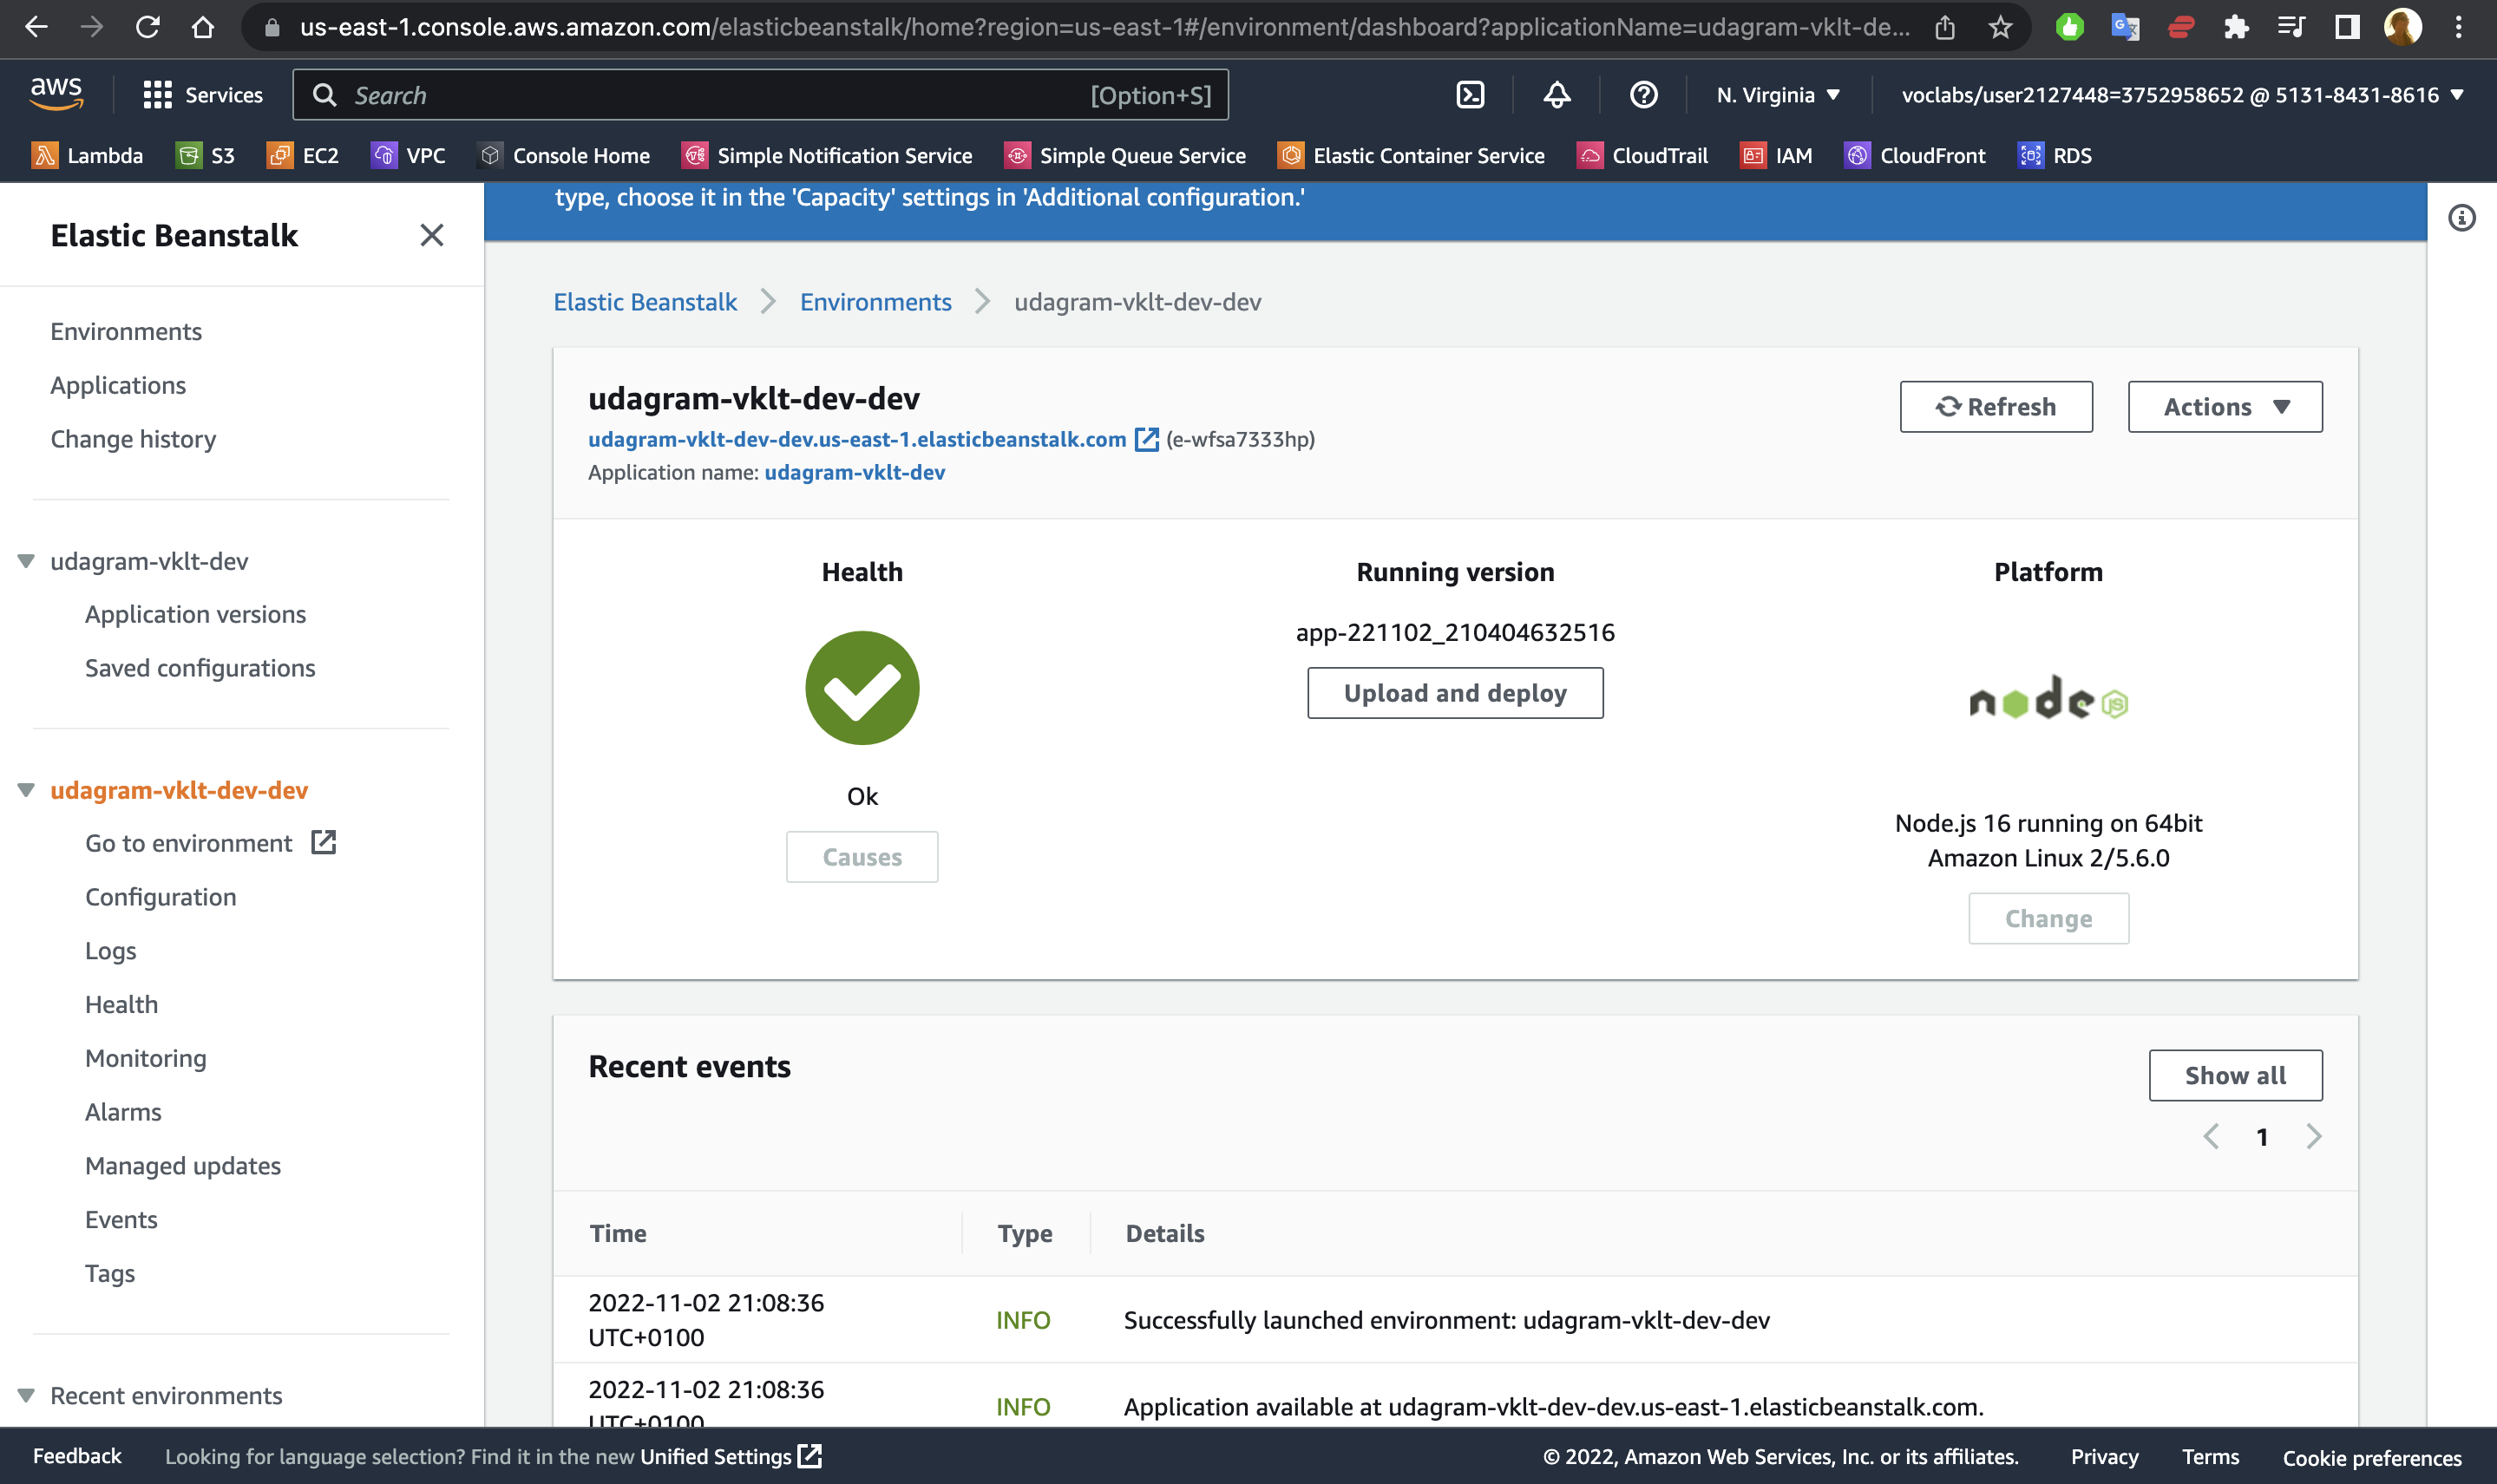 us-east-1.console.aws.amazon.com/elasticbeanstalk/home?region=us-east-1#/environment/dashboard?applicationName=udagram-vklt-de...
aws
Services
Search
[Option+S]
N. Virginia
voclabs/user2127448=3752958652 @ 5131-8431-8616
Lambda
S3
EC2
VPC
Console Home
Simple Notification Service
Simple Queue Service
Elastic Container Service
CloudTrail
IAM
CloudFront
RDS
Elastic Beanstalk
Environments
Applications
Change history
udagram-vklt-dev
Application versions
Saved configurations
udagram-vklt-dev-dev
Go to environment
Configuration
Logs
Health
Monitoring
Alarms
Managed updates
Events
Tags
Recent environments
type, choose it in the 'Capacity' settings in 'Additional configuration.'
Elastic Beanstalk
Environments
udagram-vklt-dev-dev
udagram-vklt-dev-dev
udagram-vklt-dev-dev.us-east-1.elasticbeanstalk.com (e-wfsa7333hp)
Application name: udagram-vklt-dev
Refresh
Actions
Health
Ok
Causes
Running version
app-221102_210404632516
Upload and deploy
Platform
node
JS
Node.js 16 running on 64bit
Amazon Linux 2/5.6.0
Change
Recent events
Show all
1
Time
Type
Details
2022-11-02 21:08:36
UTC+0100
INFO
Successfully launched environment: udagram-vklt-dev-dev
2022-11-02 21:08:36
UTC+0100
INFO
Application available at udagram-vklt-dev-dev.us-east-1.elasticbeanstalk.com.
Feedback
Looking for language selection? Find it in the new Unified Settings
© 2022, Amazon Web Services, Inc. or its affiliates.
Privacy
Terms
Cookie preferences